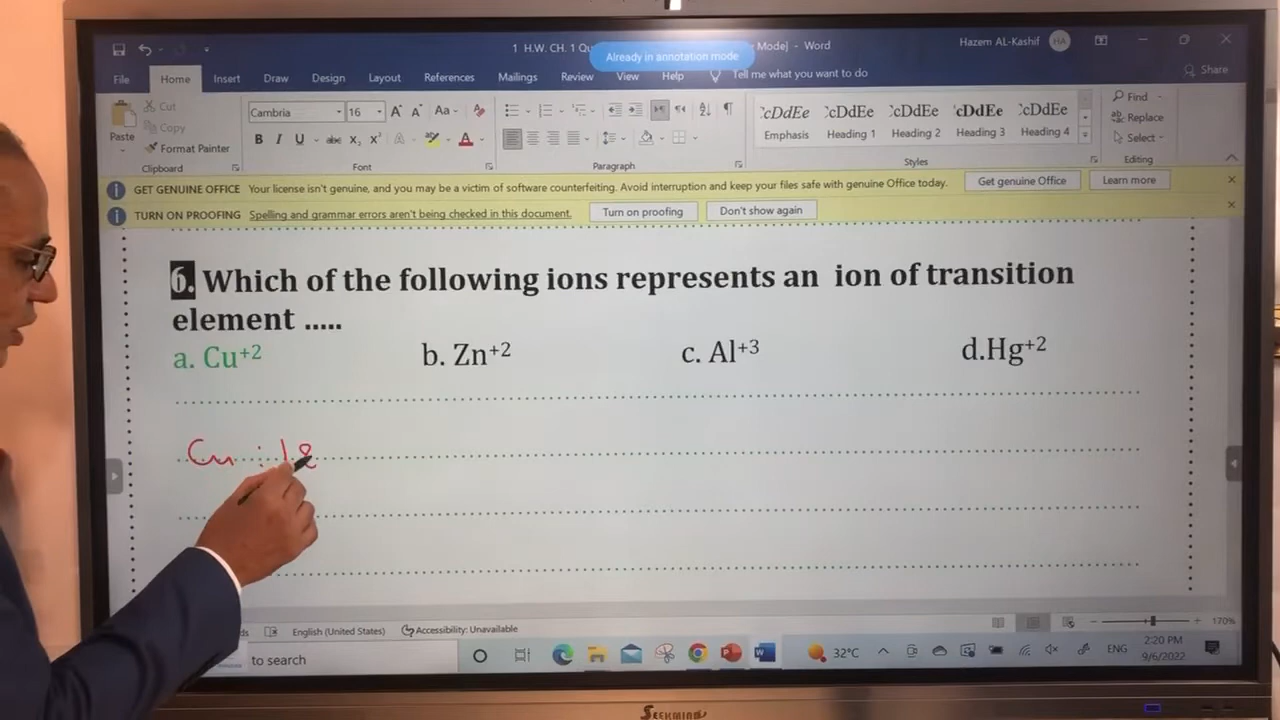 1 H.W. CH. 1 Qu
Mode] - Word
Already in annotation mode
Hazem AL-Kashif HA
File Home Insert Draw Design Layout References Mailings Review View Help Tell me what you want to do
Share
Paste
Cut
Copy
Format Painter
Clipboard
Cambria 16
Font
Paragraph
Emphasis Heading 1 Heading 2 Heading 3 Heading 4
Styles
Find
Replace
Select
Editing
GET GENUINE OFFICE Your license isn't genuine, and you may be a victim of software counterfeiting. Avoid interruption and keep your files safe with genuine Office today. Get genuine Office Learn more
TURN ON PROOFING Spelling and grammar errors aren't being checked in this document. Turn on proofing Don't show again
6. Which of the following ions represents an ion of transition
element .....
a. Cu+2 b. Zn+2 c. Al+3 d.Hg+2
Cu : 18
ds English (United States) Accessibility: Unavailable 170%
to search 32°C ENG 2:20 PM
9/6/2022
SEEKMIND